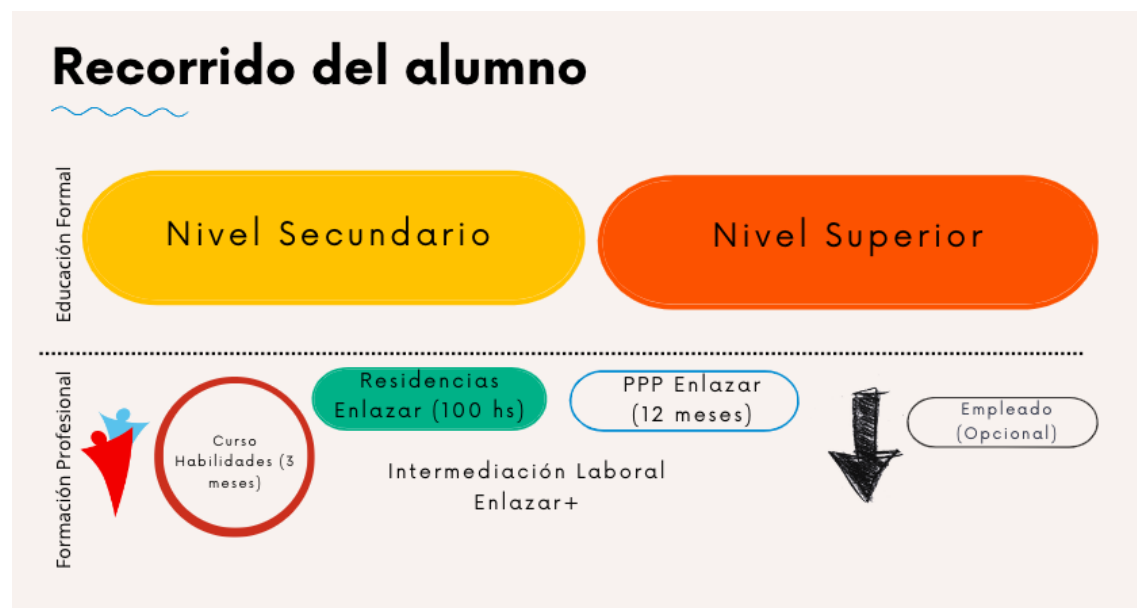 Recorrido del alumno
Educación Formal
Nivel Secundario
Nivel Superior
Formación Profesional
Curso
Habilidades (3
meses)
Residencias
Enlazar (100 hs)
PPP Enlazar
(12 meses)
Intermediación Laboral
Enlazar+
Empleado
(Opcional)